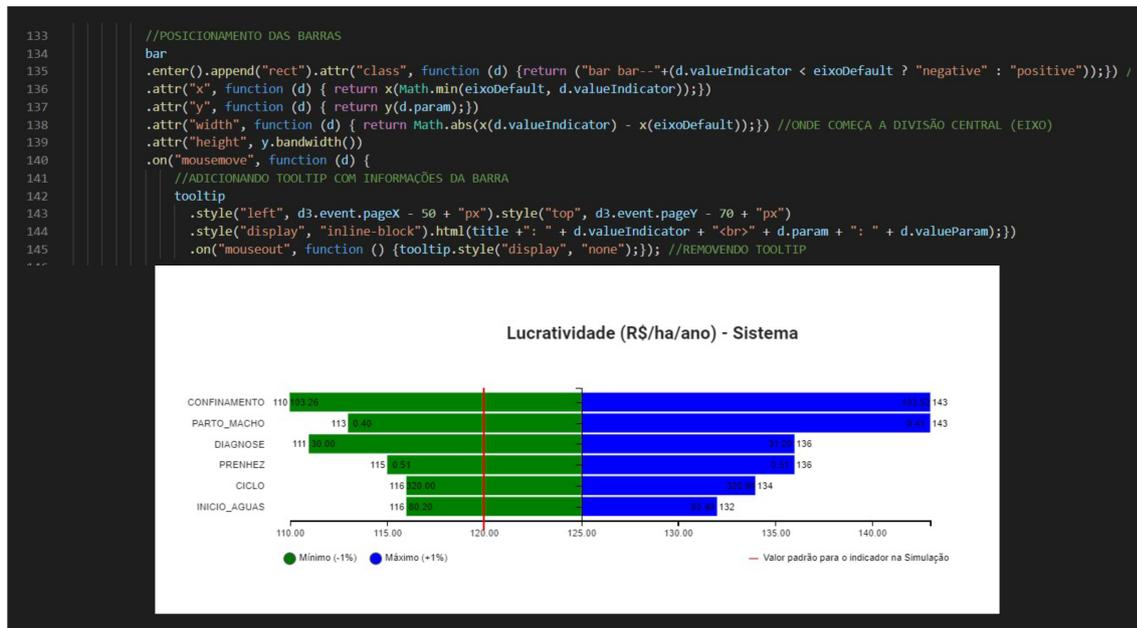 133 //POSICIONAMENTO DAS BARRAS
134 bar
135 .enter().append("rect").attr("class", function (d) {return ("bar bar--"+(d.valueIndicator < eixoDefault ? "negative" : "positive"));}) /
136 .attr("x", function (d) { return x(Math.min(eixoDefault, d.valueIndicator));})
137 .attr("y", function (d) { return y(d.param);})
138 .attr("width", function (d) { return Math.abs(x(d.valueIndicator) - x(eixoDefault));}) //ONDE COMEÇA A DIVISÃO CENTRAL (EIXO)
139 .attr("height", y.bandwidth())
140 .on("mousemove", function (d) {
141 //ADICIONANDO TOOLTIP COM INFORMAÇÕES DA BARRA
142 tooltip
143 .style("left", d3.event.pageX - 50 + "px").style("top", d3.event.pageY - 70 + "px")
144 .style("display", "inline-block").html(title +": " + d.valueIndicator + "<br>" + d.param + ": " + d.valueParam);})
145 .on("mouseout", function () {tooltip.style("display", "none");}); //REMOVENDO TOOLTIP
Lucratividade (R$/ha/ano) - Sistema
CONFINAMENTO 110 103.26 143
PARTO_MACHO 113 0.40 143
DIAGNOSE 111 30.00 136
PRENHEZ 115 0.51 136
CICLO 116 320.00 134
INICIO_AGUAS 116 80.20 132
110.00 115.00 120.00 125.00 130.00 135.00 140.00
Mínimo (-1%) Máximo (+1%) Valor padrão para o indicador na Simulação